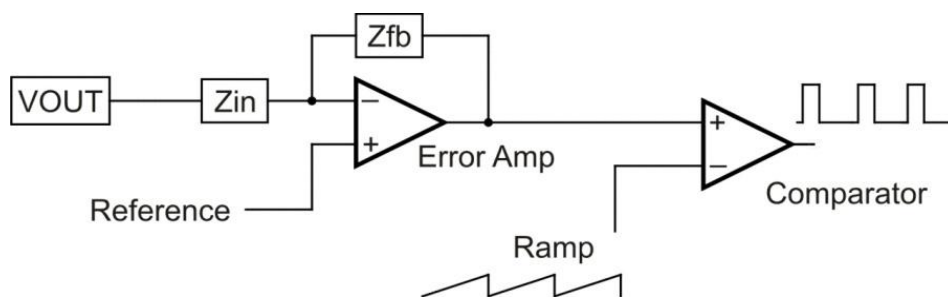 Zfb
VOUT
Zin
−
+
Error Amp
+
−
Comparator
Reference
Ramp